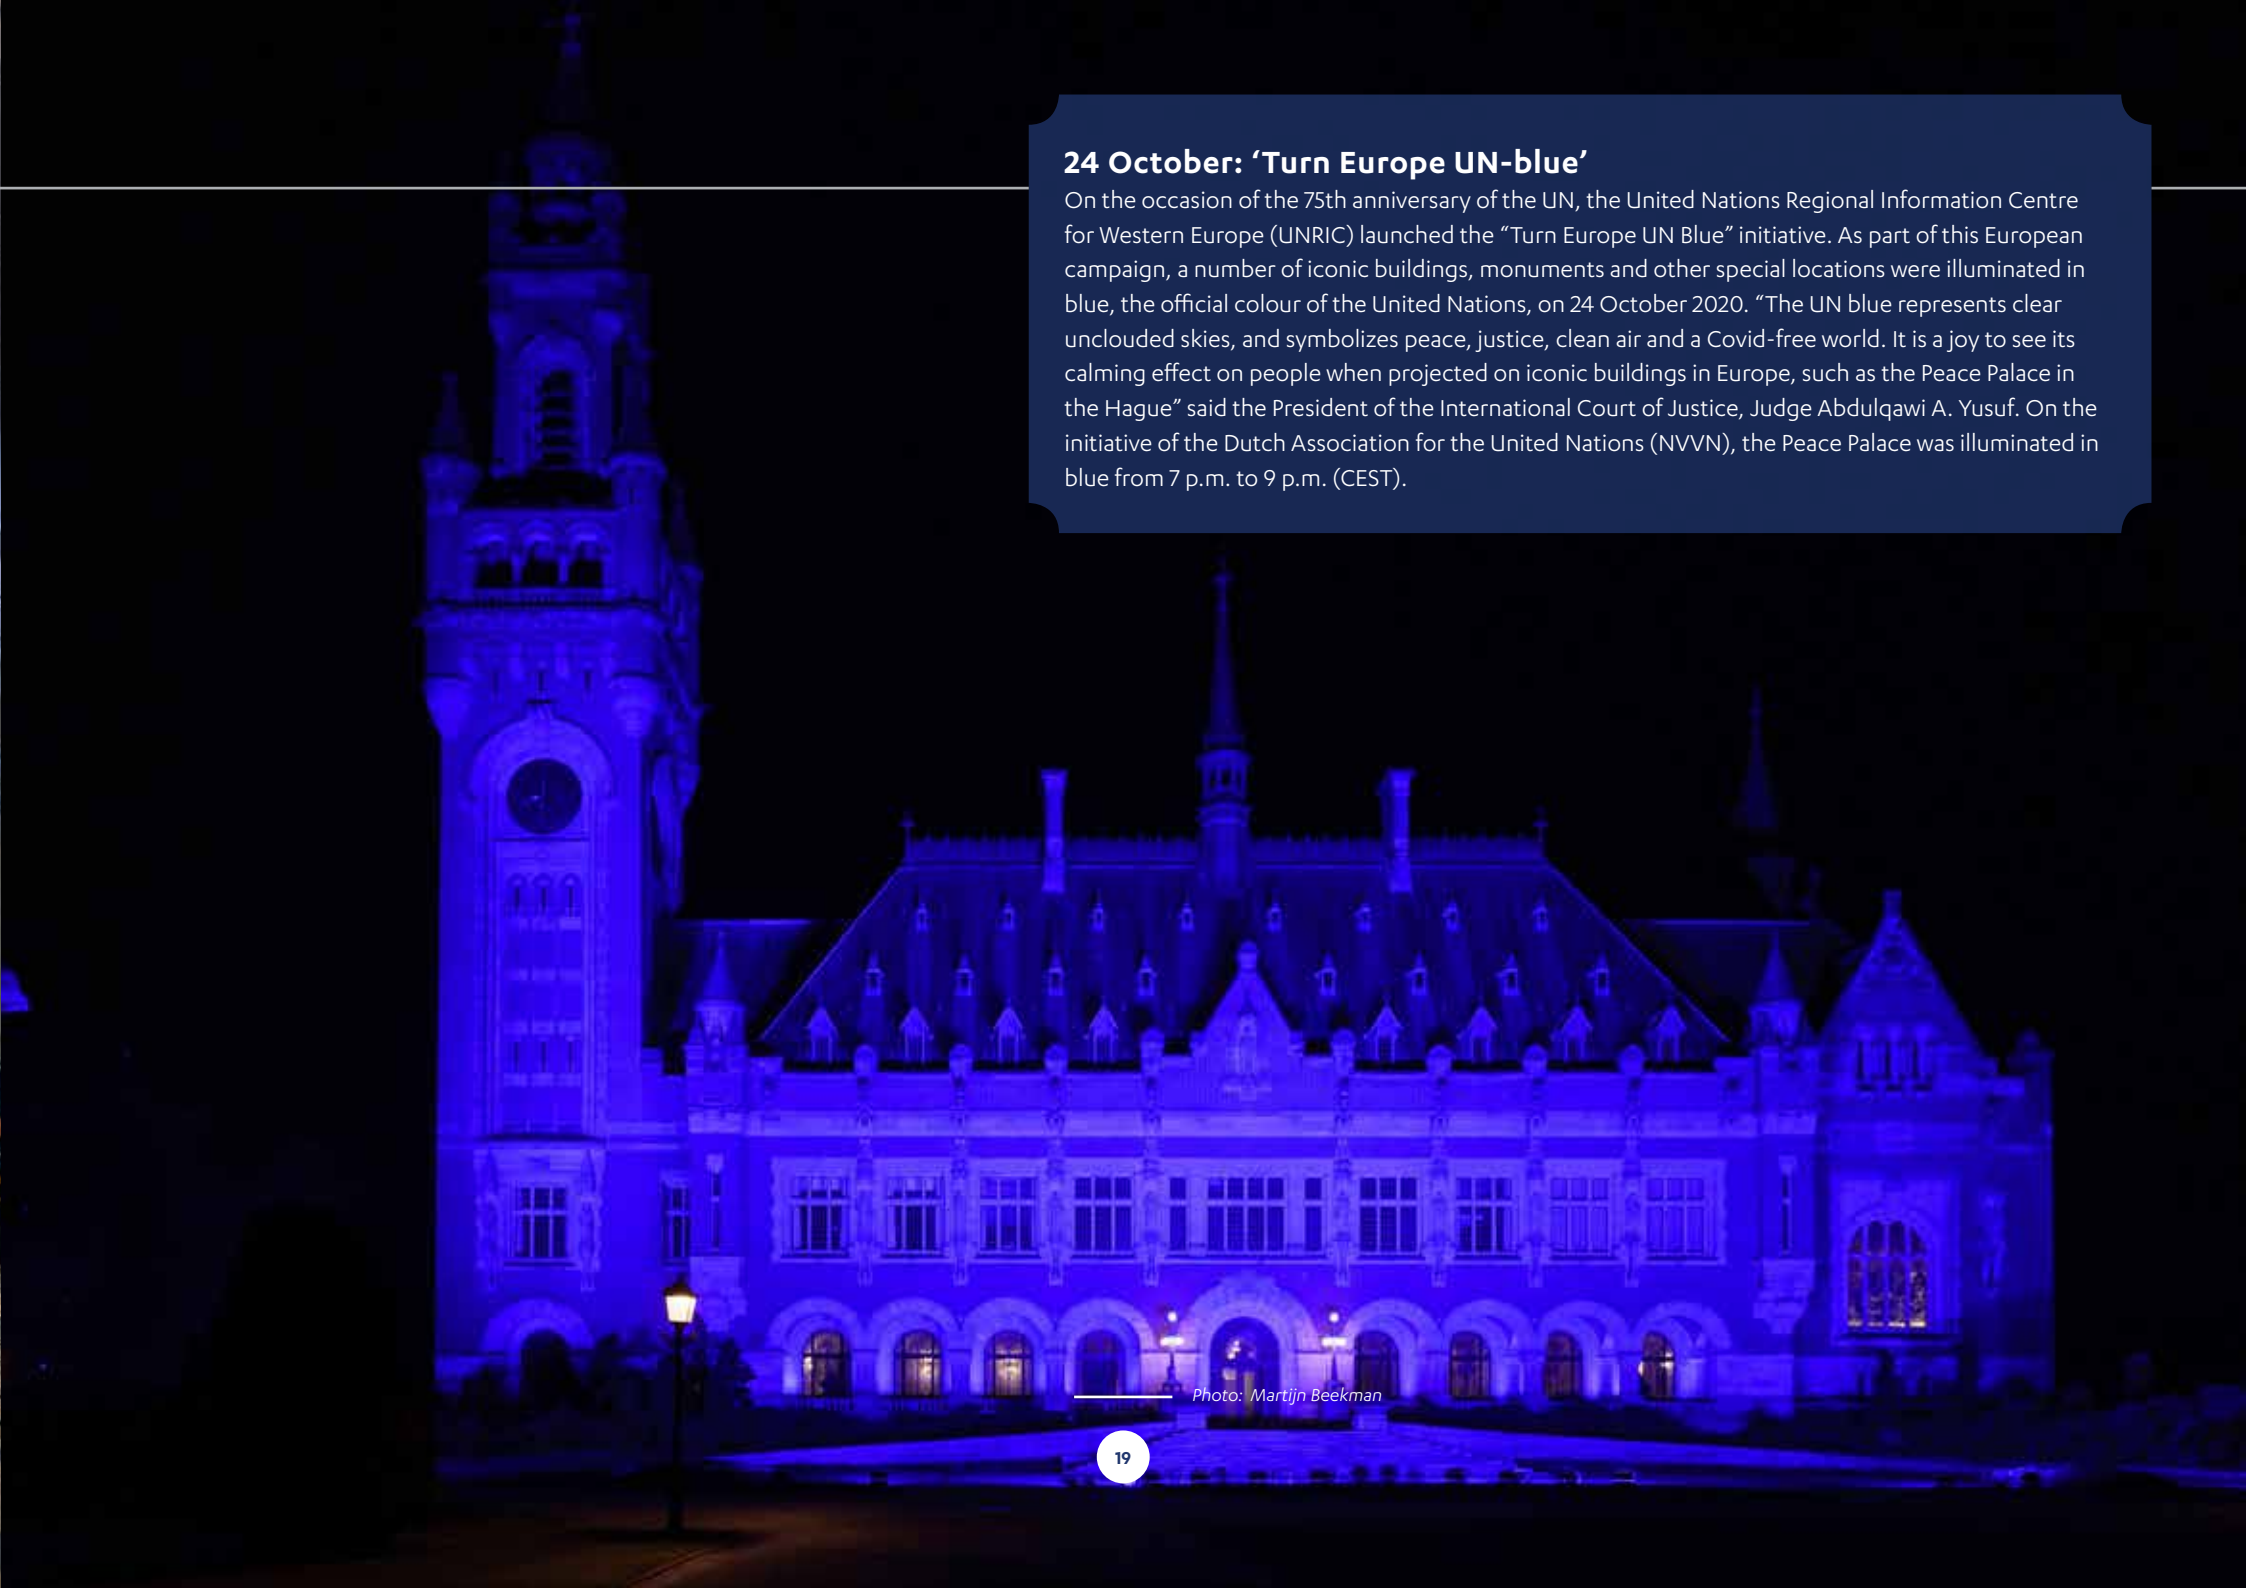 24 October: ‘Turn Europe UN-blue’
On the occasion of the 75th anniversary of the UN, the United Nations Regional Information Centre
for Western Europe (UNRIC) launched the “Turn Europe UN Blue” initiative. As part of this European
campaign, a number of iconic buildings, monuments and other special locations were illuminated in
blue, the official colour of the United Nations, on 24 October 2020. “The UN blue represents clear
unclouded skies, and symbolizes peace, justice, clean air and a Covid-free world. It is a joy to see its
calming effect on people when projected on iconic buildings in Europe, such as the Peace Palace in
the Hague” said the President of the International Court of Justice, Judge Abdulqawi A. Yusuf. On the
initiative of the Dutch Association for the United Nations (NVVN), the Peace Palace was illuminated in
blue from 7 p.m. to 9 p.m. (CEST).
Photo: Martijn Beekman
19